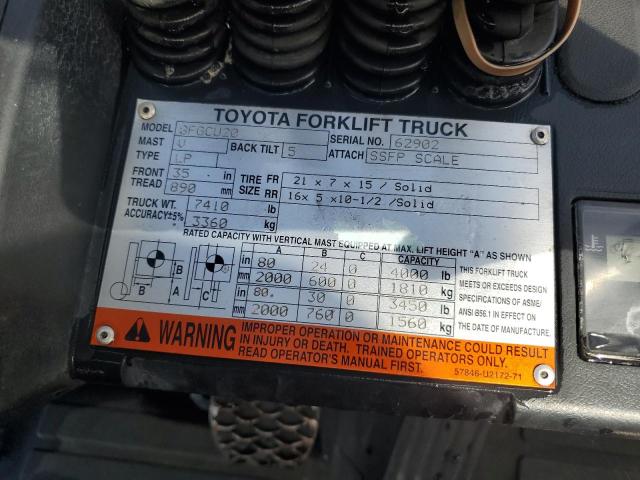 TOYOTA FORKLIFT TRUCK
MODEL 8FGCU20 SERIAL NO. 62902
MAST V BACK TILT 5 ATTACH SSFP SCALE
TYPE LP
FRONT TREAD 35 in 890 mm
TIRE SIZE FR 21 x 7 x 15 / Solid
RR 16x 5 x10-1/2 /Solid
TRUCK WT. ACCURACY±5% 7410 lb 3360 kg
RATED CAPACITY WITH VERTICAL MAST EQUIPPED AT MAX. LIFT HEIGHT "A" AS SHOWN
A B C CAPACITY
in 80 24 0 4000 lb
mm 2000 600 0 1810 kg
in 80. 30 0 3450 lb
mm 2000 760 0 1560 kg
B A C
THIS FORKLIFT TRUCK
MEETS OR EXCEEDS DESIGN
SPECIFICATIONS OF ASME/
ANSI B56.1 IN EFFECT ON
THE DATE OF MANUFACTURE.
WARNING
IMPROPER OPERATION OR MAINTENANCE COULD RESULT
IN INJURY OR DEATH. TRAINED OPERATORS ONLY.
READ OPERATOR'S MANUAL FIRST.
57846-U2172-71